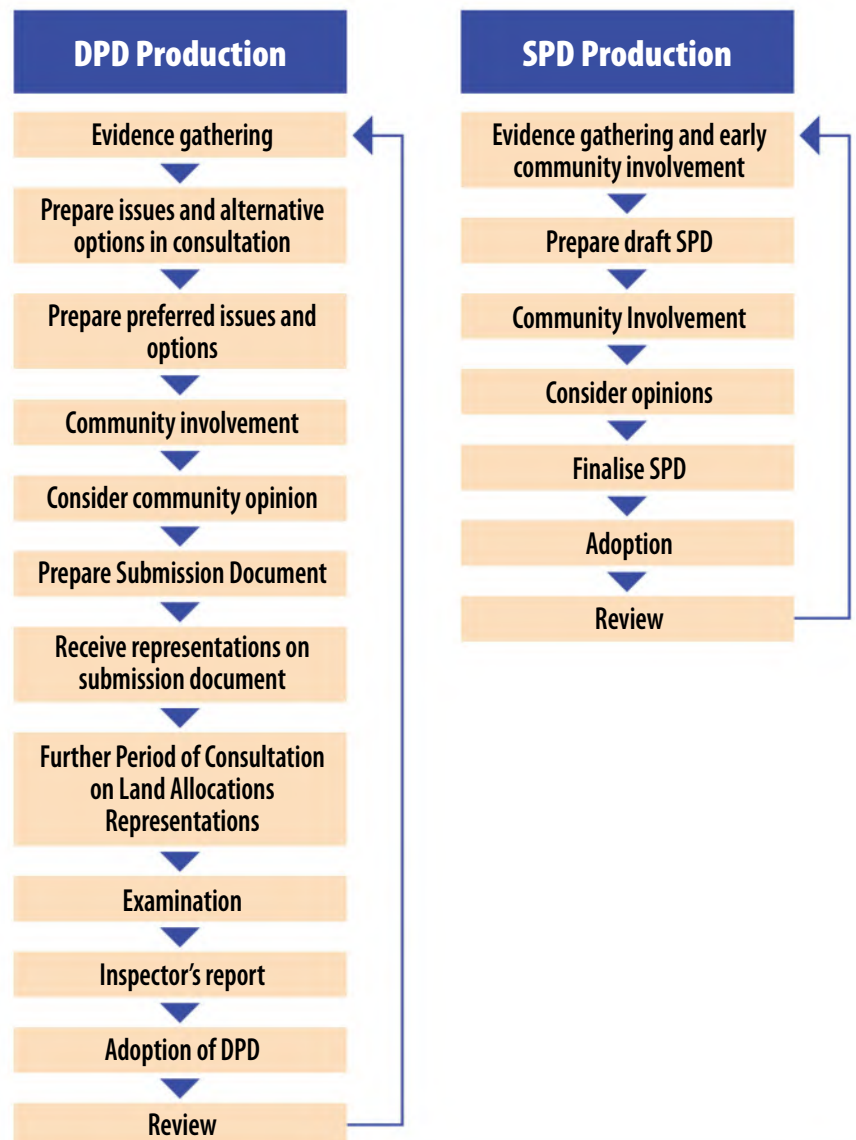 DPD Production
Evidence gathering
Prepare issues and alternative
options in consultation
Prepare preferred issues and
options
Community involvement
Consider community opinion
Prepare Submission Document
Receive representations on
submission document
Further Period of Consultation
on Land Allocations
Representations
Examination
Inspector’s report
Adoption of DPD
Review
SPD Production
Evidence gathering and early
community involvement
Prepare draft SPD
Community Involvement
Consider opinions
Finalise SPD
Adoption
Review